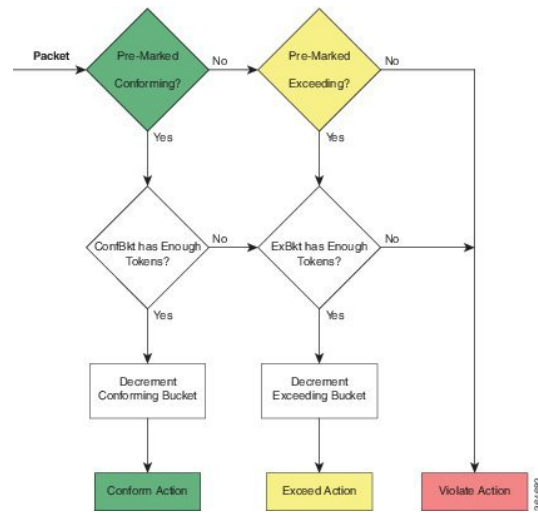 Packet
Pre-Marked
Conforming?
No
Pre-Marked
Exceeding?
No
Yes
Yes
ConfBkt has Enough
Tokens?
No
ExBkt has Enough
Tokens?
No
Yes
Yes
Decrement
Conforming Bucket
Decrement
Exceeding Bucket
Conform Action
Exceed Action
Violate Action